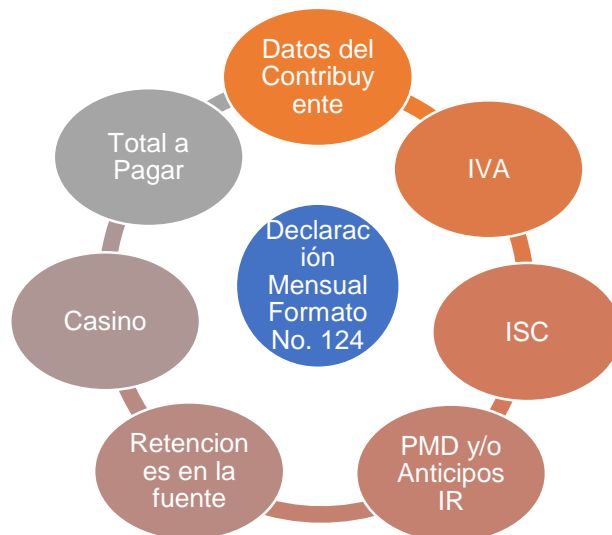 Datos del
Contribuy
ente
IVA
ISC
PMD y/o
Anticipos
IR
Retencion
es en la
fuente
Casino
Total a
Pagar
Declarac
ión
Mensual
Formato
No. 124